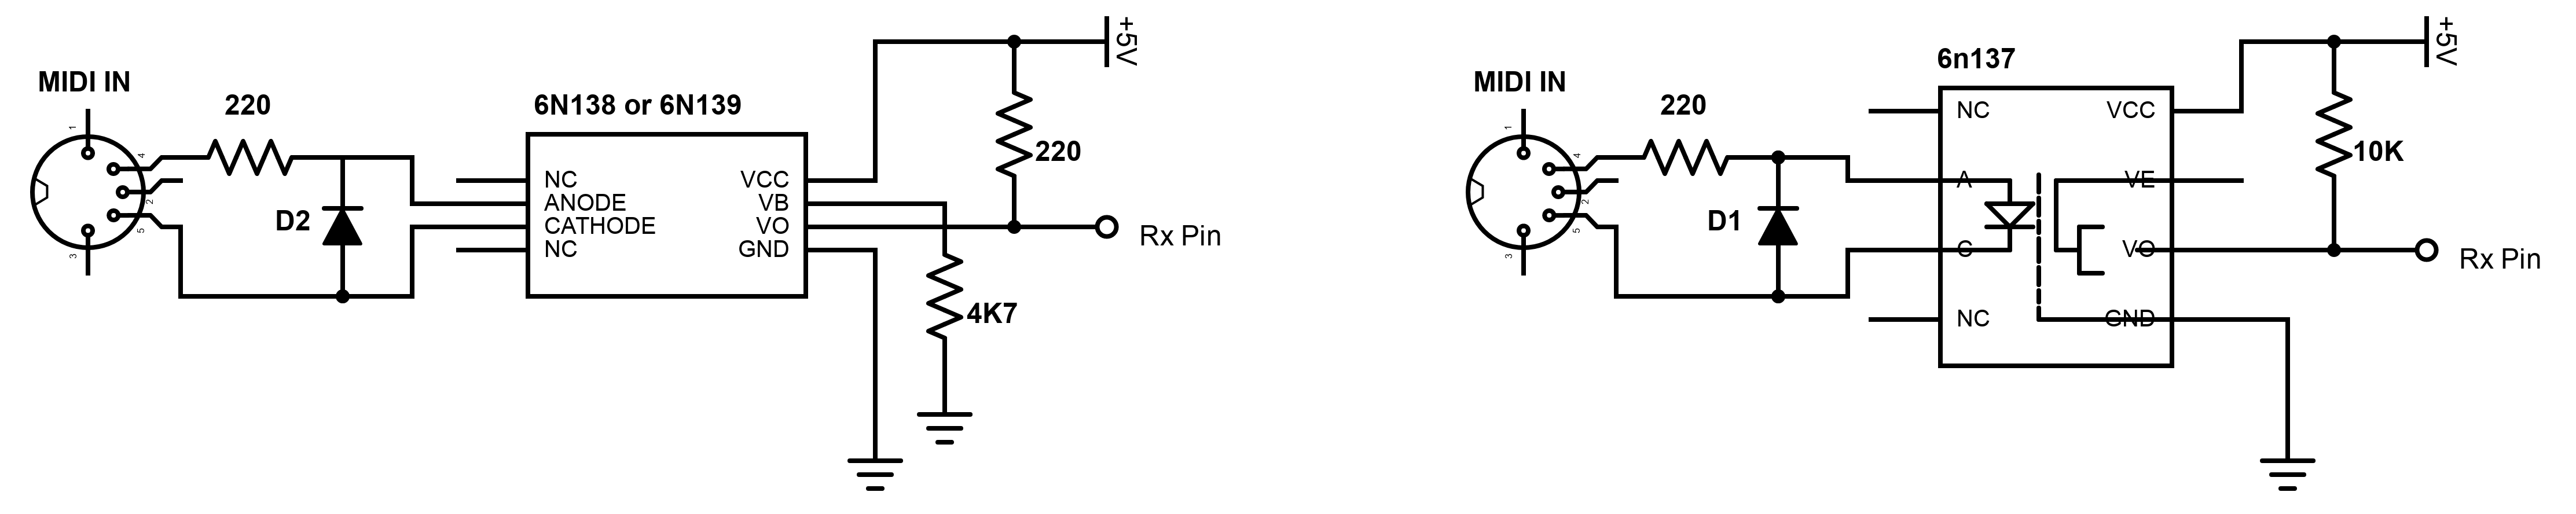 MIDI IN
1
4
2
5
3
220
D2
6N138 or 6N139
NC
ANODE
CATHODE
NC
VCC
VB
VO
GND
+5V
220
Rx Pin
4K7
MIDI IN
1
4
2
5
3
220
D1
6n137
NC
A
C
NC
VCC
VE
VO
GND
+5V
10K
Rx Pin